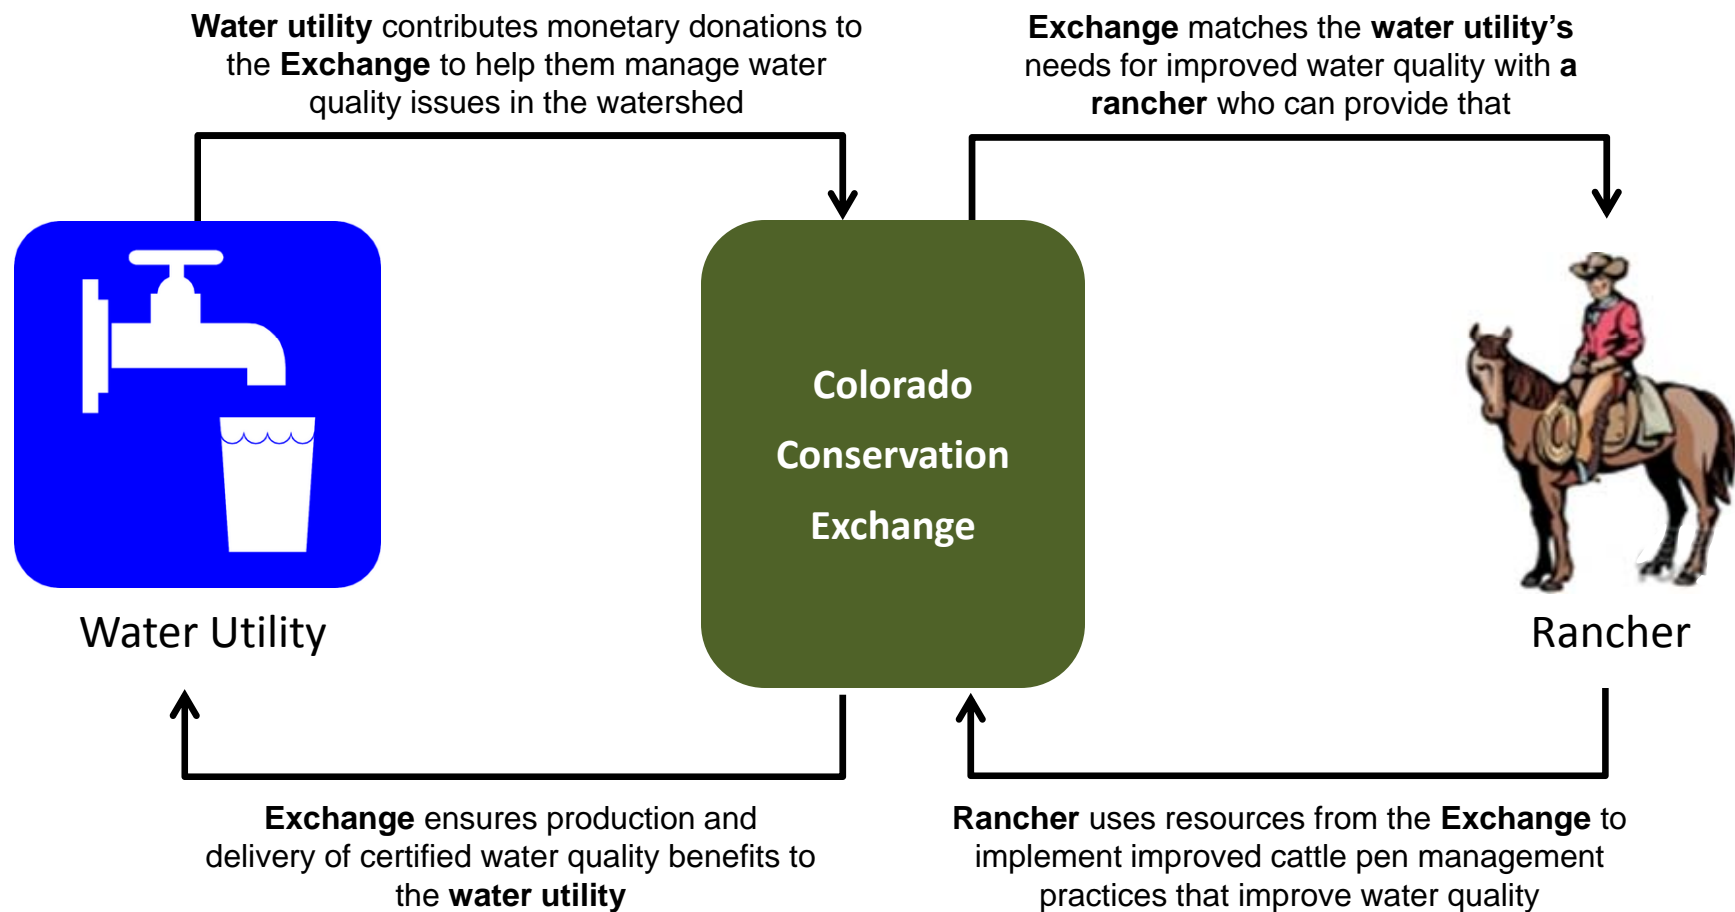 Water utility contributes monetary donations to
the Exchange to help them manage water
quality issues in the watershed
Exchange matches the water utility’s
needs for improved water quality with a
rancher who can provide that
Colorado
Conservation
Exchange
Water Utility
Rancher
Exchange ensures production and
delivery of certified water quality benefits to
the water utility
Rancher uses resources from the Exchange to
implement improved cattle pen management
practices that improve water quality